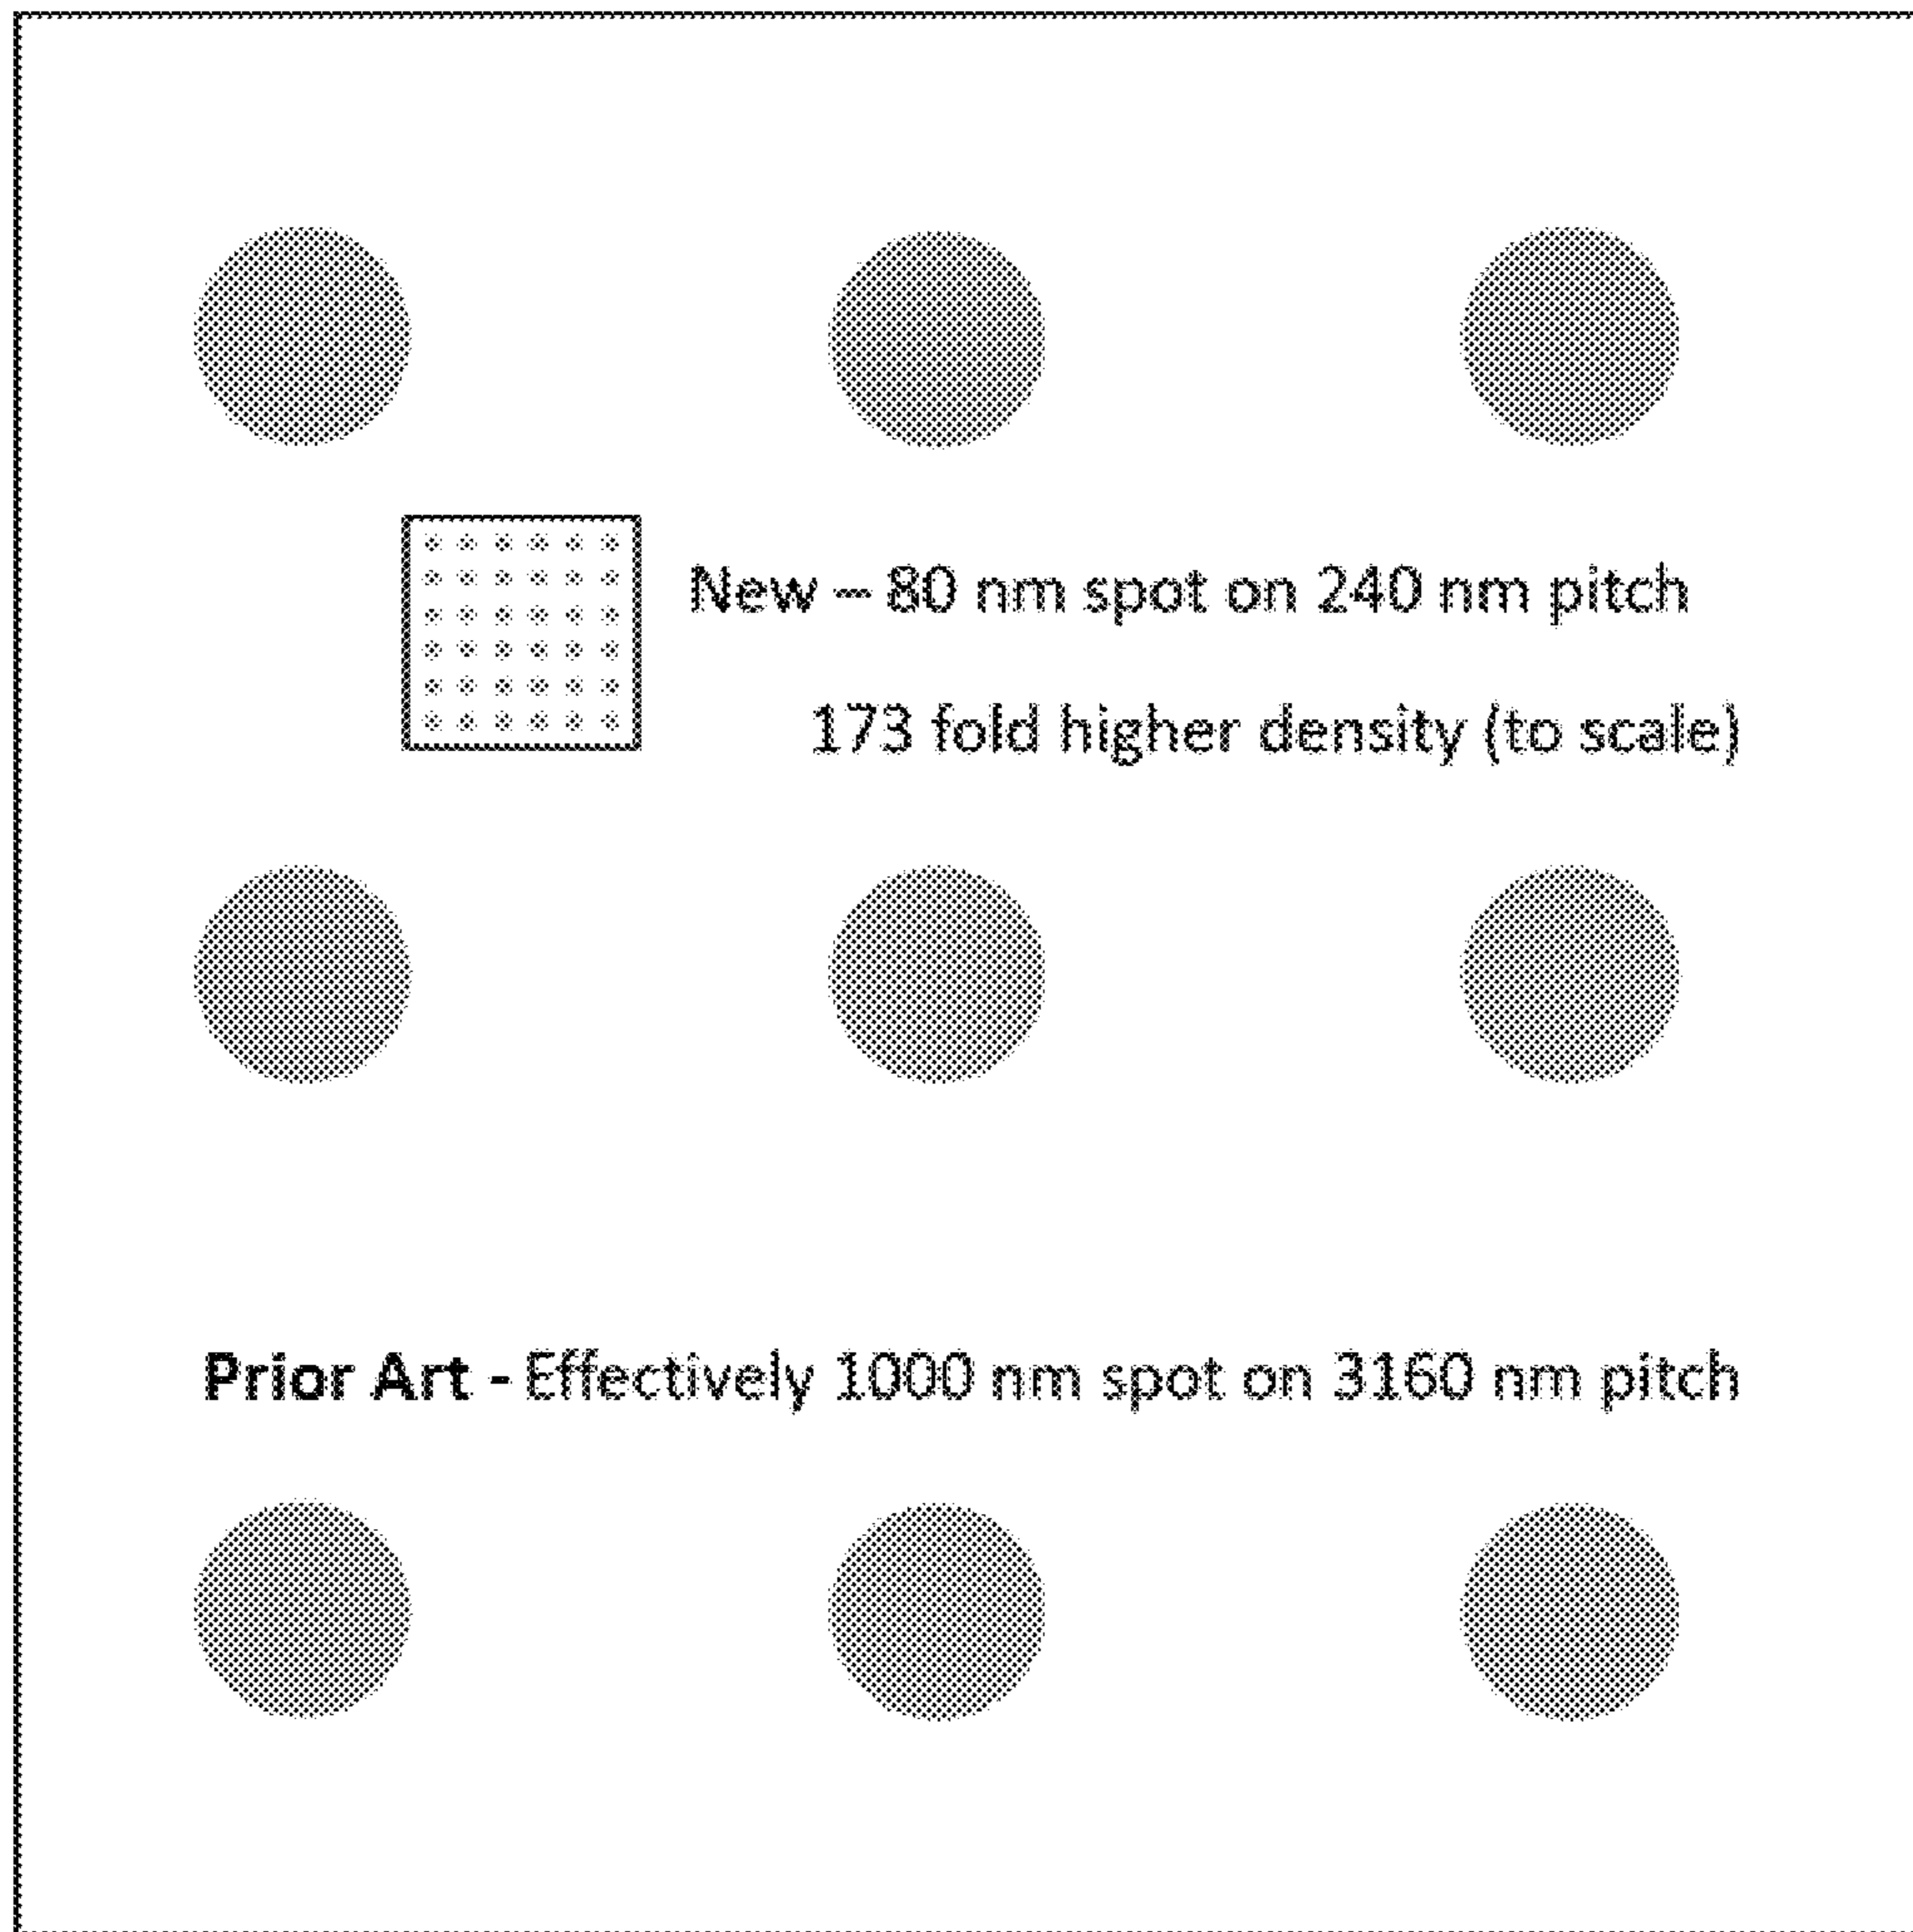 New – 80 nm spot on 240 nm pitch
173 fold higher density (to scale)
Prior Art - Effectively 1000 nm spot on 3160 nm pitch